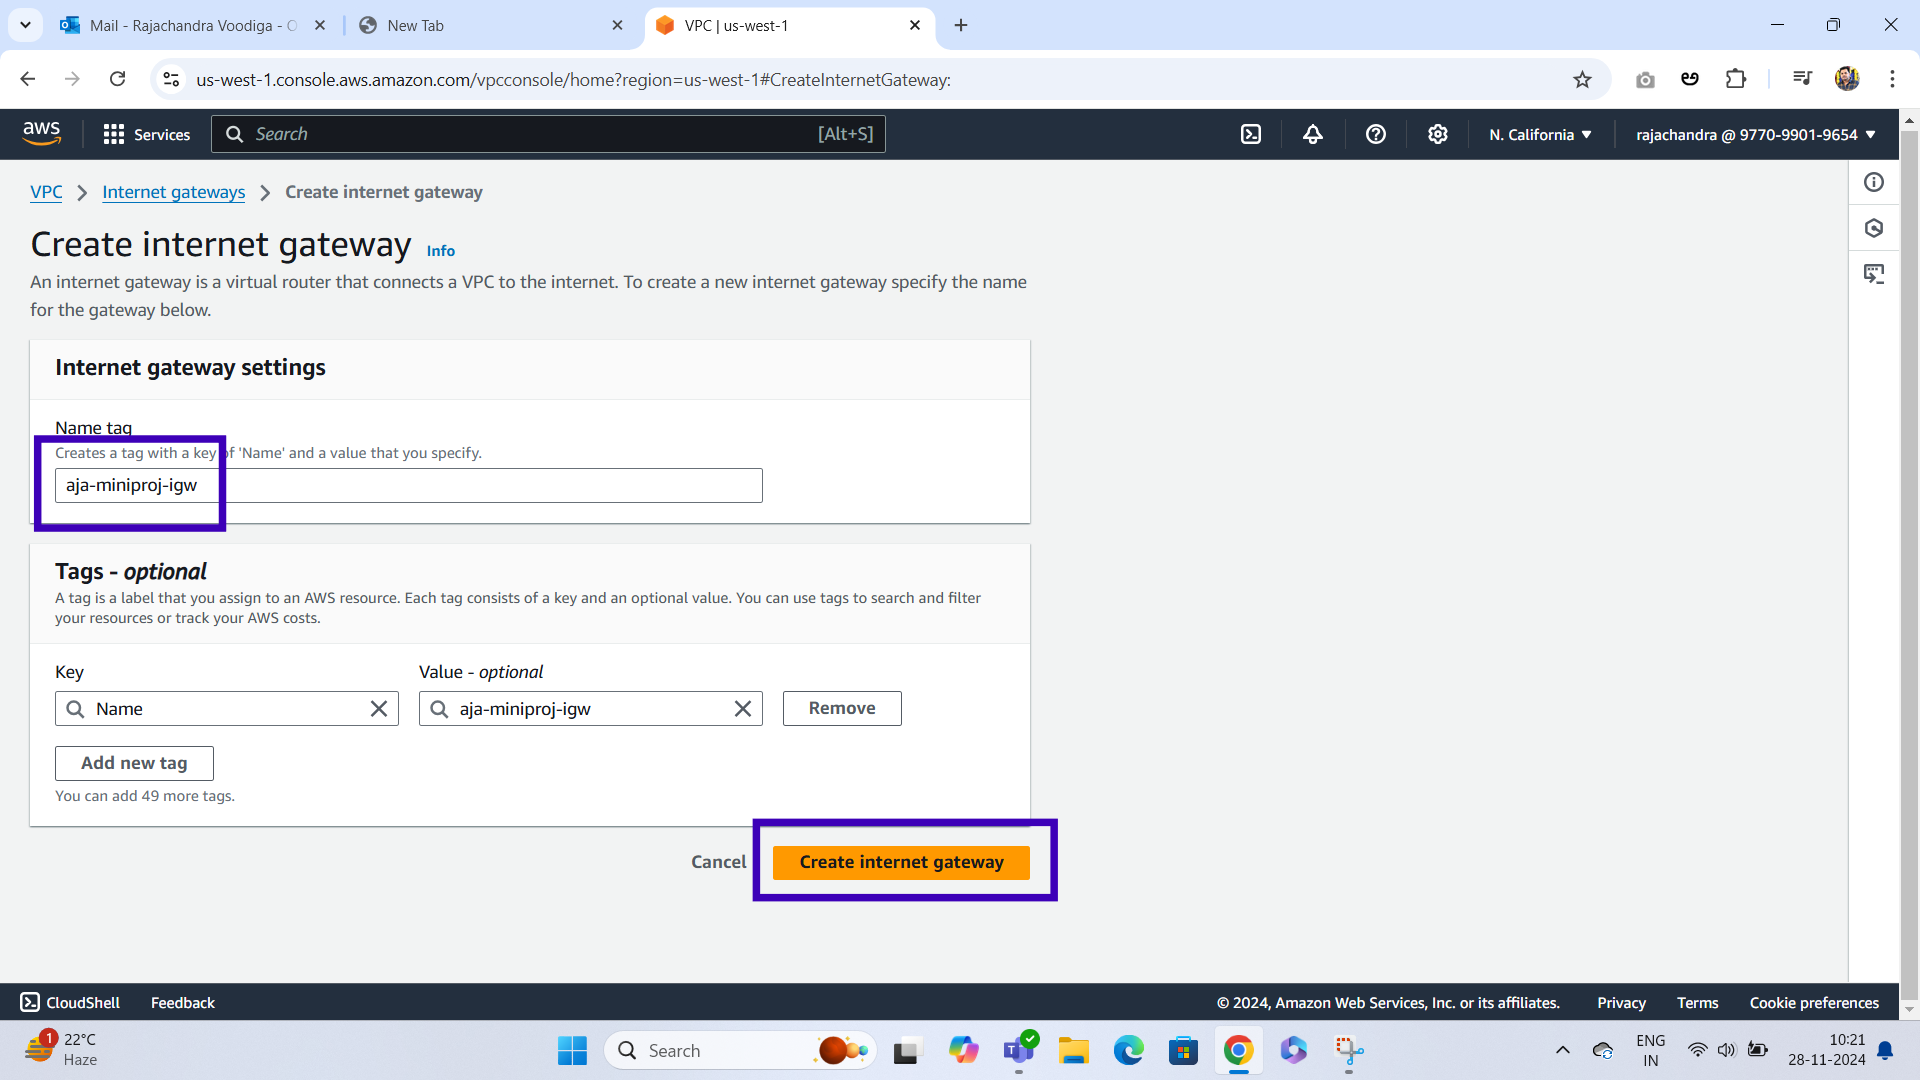 Mail - Rajachandra Voodiga - O
New Tab
VPC | us-west-1
us-west-1.console.aws.amazon.com/vpcconsole/home?region=us-west-1#CreateInternetGateway:
aws
Services
Search
[Alt+S]
N. California
rajachandra @ 9770-9901-9654
VPC
Internet gateways
Create internet gateway
Create internet gateway
Info
An internet gateway is a virtual router that connects a VPC to the internet. To create a new internet gateway specify the name
for the gateway below.
Internet gateway settings
Name tag
Creates a tag with a key of 'Name' and a value that you specify.
aja-miniproj-igw
Tags - optional
A tag is a label that you assign to an AWS resource. Each tag consists of a key and an optional value. You can use tags to search and filter
your resources or track your AWS costs.
Key
Value - optional
Name
aja-miniproj-igw
Remove
Add new tag
You can add 49 more tags.
Cancel
Create internet gateway
CloudShell
Feedback
© 2024, Amazon Web Services, Inc. or its affiliates.
Privacy
Terms
Cookie preferences
1
22°C
Haze
Search
ENG
IN
10:21
28-11-2024